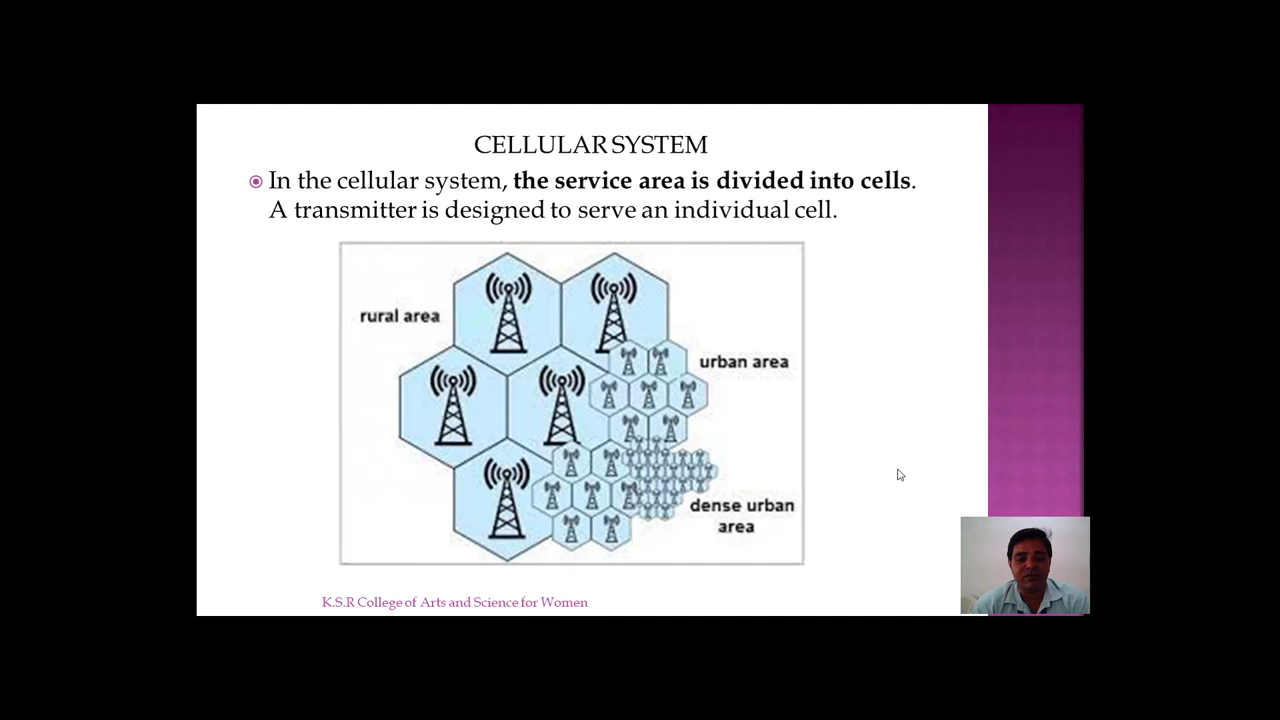 CELLULAR SYSTEM
In the cellular system, the service area is divided into cells.
A transmitter is designed to serve an individual cell.
rural area
urban area
dense urban
area
K.S.R College of Arts and Science for Women